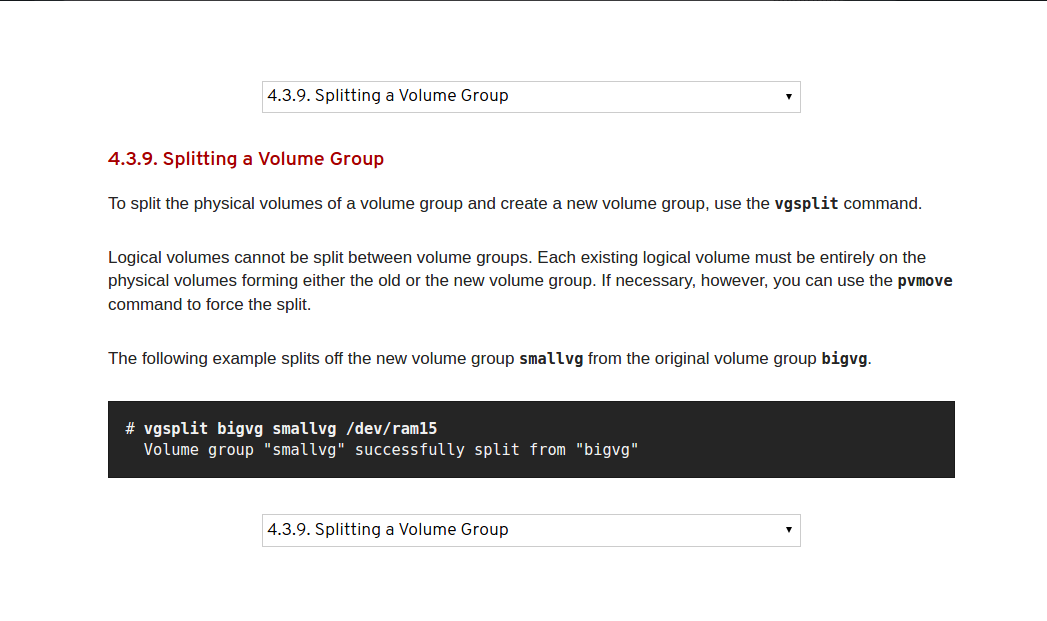 4.3.9. Splitting a Volume Group
4.3.9. Splitting a Volume Group
To split the physical volumes of a volume group and create a new volume group, use the vgsplit command.
Logical volumes cannot be split between volume groups. Each existing logical volume must be entirely on the
physical volumes forming either the old or the new volume group. If necessary, however, you can use the pvmove
command to force the split.
The following example splits off the new volume group smallvg from the original volume group bigvg.
# vgsplit bigvg smallvg /dev/ram15
Volume group "smallvg" successfully split from "bigvg"
4.3.9. Splitting a Volume Group